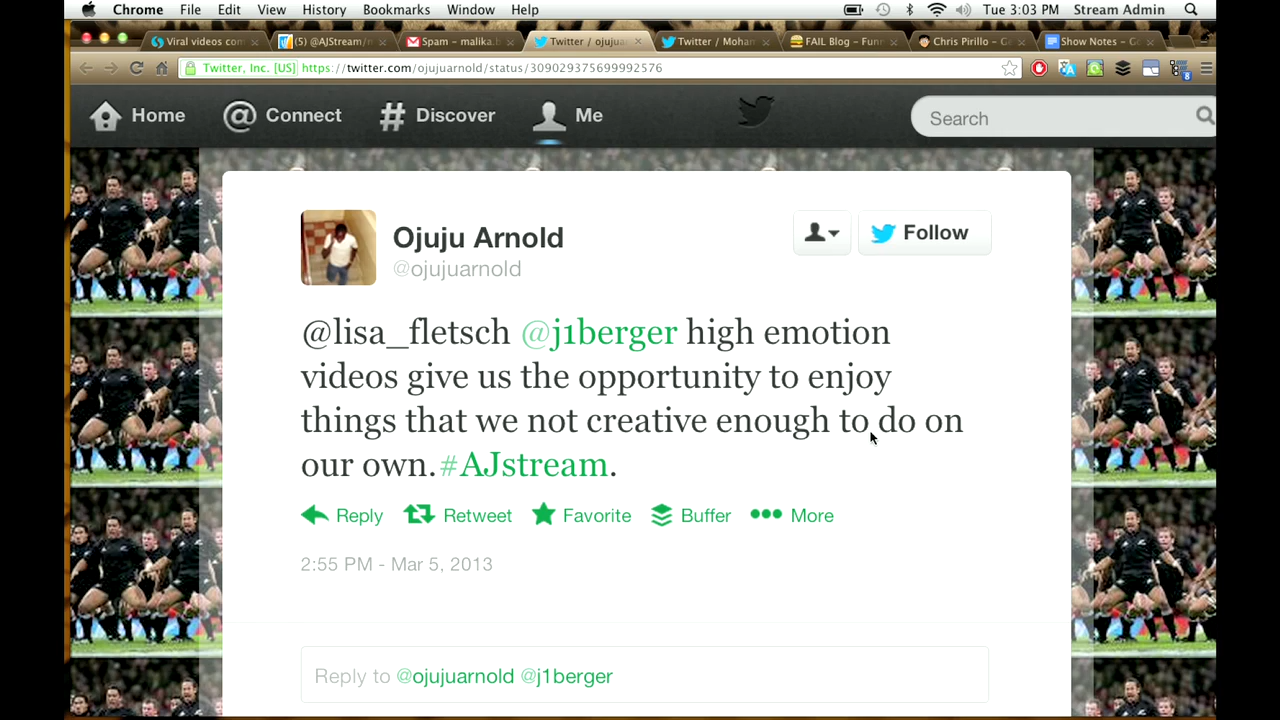 Chrome File Edit View History Bookmarks Window Help Tue 3:03 PM Stream Admin
Viral videos con (5) @AJStream/ Spam – malika.b Twitter / ojujua Twitter / Moham FAIL Blog – Funn Chris Pirillo – G Show Notes – G
Twitter, Inc. [US] https://twitter.com/ojujuarnold/status/309029375699992576
Home Connect Discover Me Search
Ojuju Arnold
@ojujuarnold
Follow
@lisa_fletsch @j1berger high emotion
videos give us the opportunity to enjoy
things that we not creative enough to do on
our own.#AJstream.
Reply Retweet Favorite Buffer More
2:55 PM - Mar 5, 2013
Reply to @ojujuarnold @j1berger